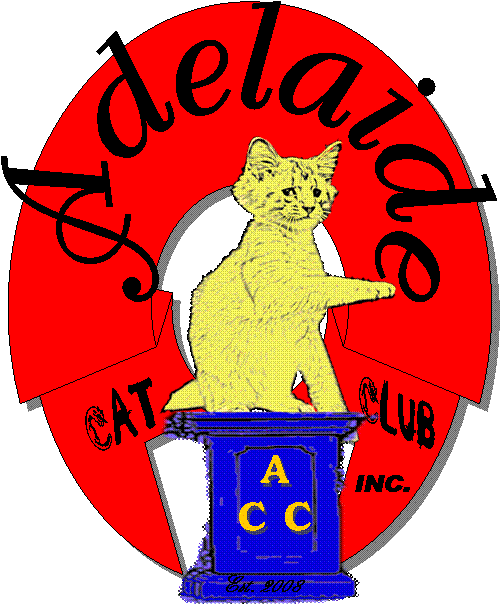 Adelaide
CAT CLUB
INC.
A
C C
Est. 2008